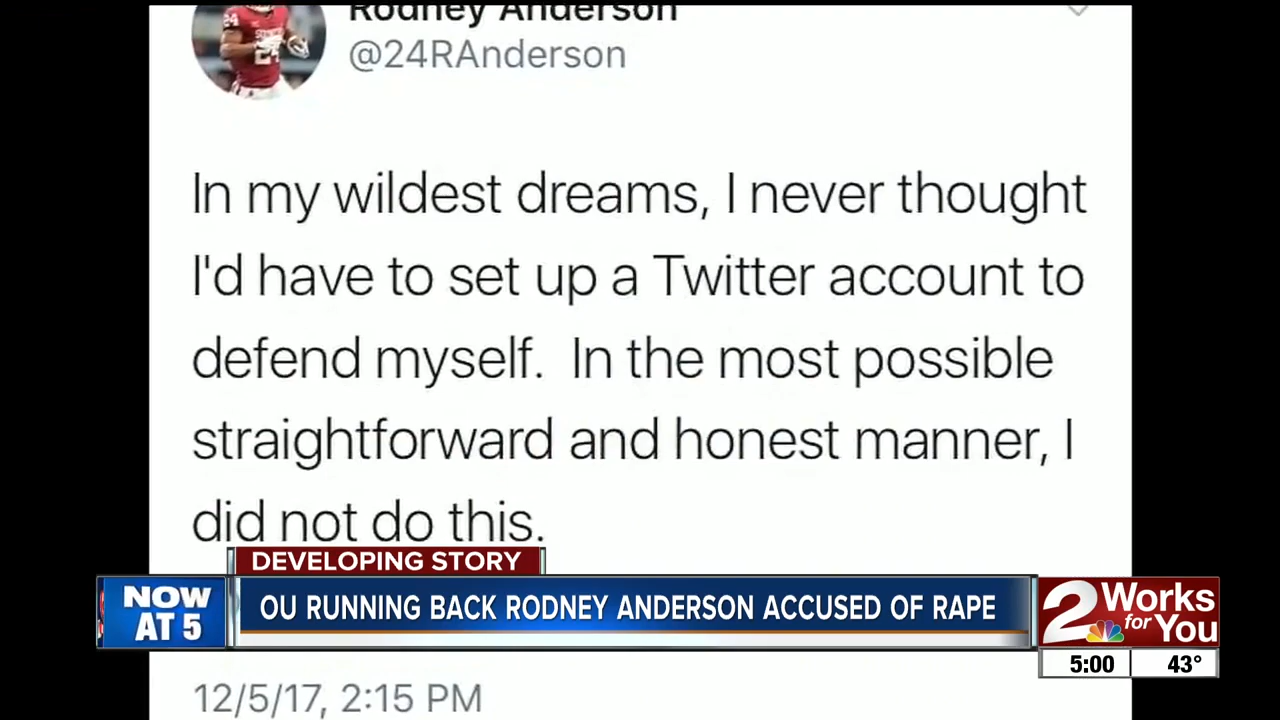 Rodney Anderson
@24RAnderson
In my wildest dreams, I never thought
I'd have to set up a Twitter account to
defend myself.  In the most possible
straightforward and honest manner, I
did not do this.
DEVELOPING STORY
NOW
AT 5
OU RUNNING BACK RODNEY ANDERSON ACCUSED OF RAPE
2 Works
for You
5:00 43°
12/5/17, 2:15 PM